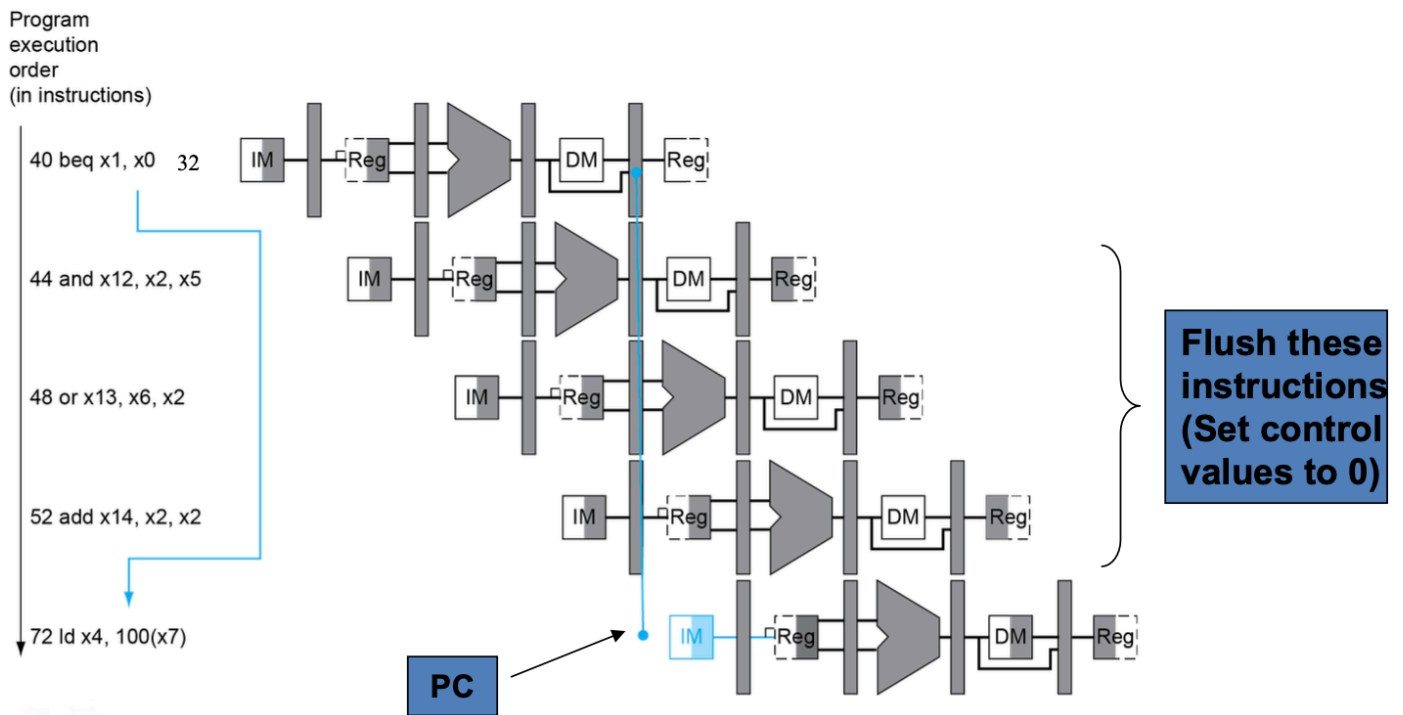 Program
execution
order
(in instructions)
40 beq x1, x0 32
IM Reg DM Reg
44 and x12, x2, x5
IM Reg DM Reg
48 or x13, x6, x2
IM Reg DM Reg
52 add x14, x2, x2
IM Reg DM Reg
72 ld x4, 100(x7)
IM Reg DM Reg
Flush these
instructions
(Set control
values to 0)
PC